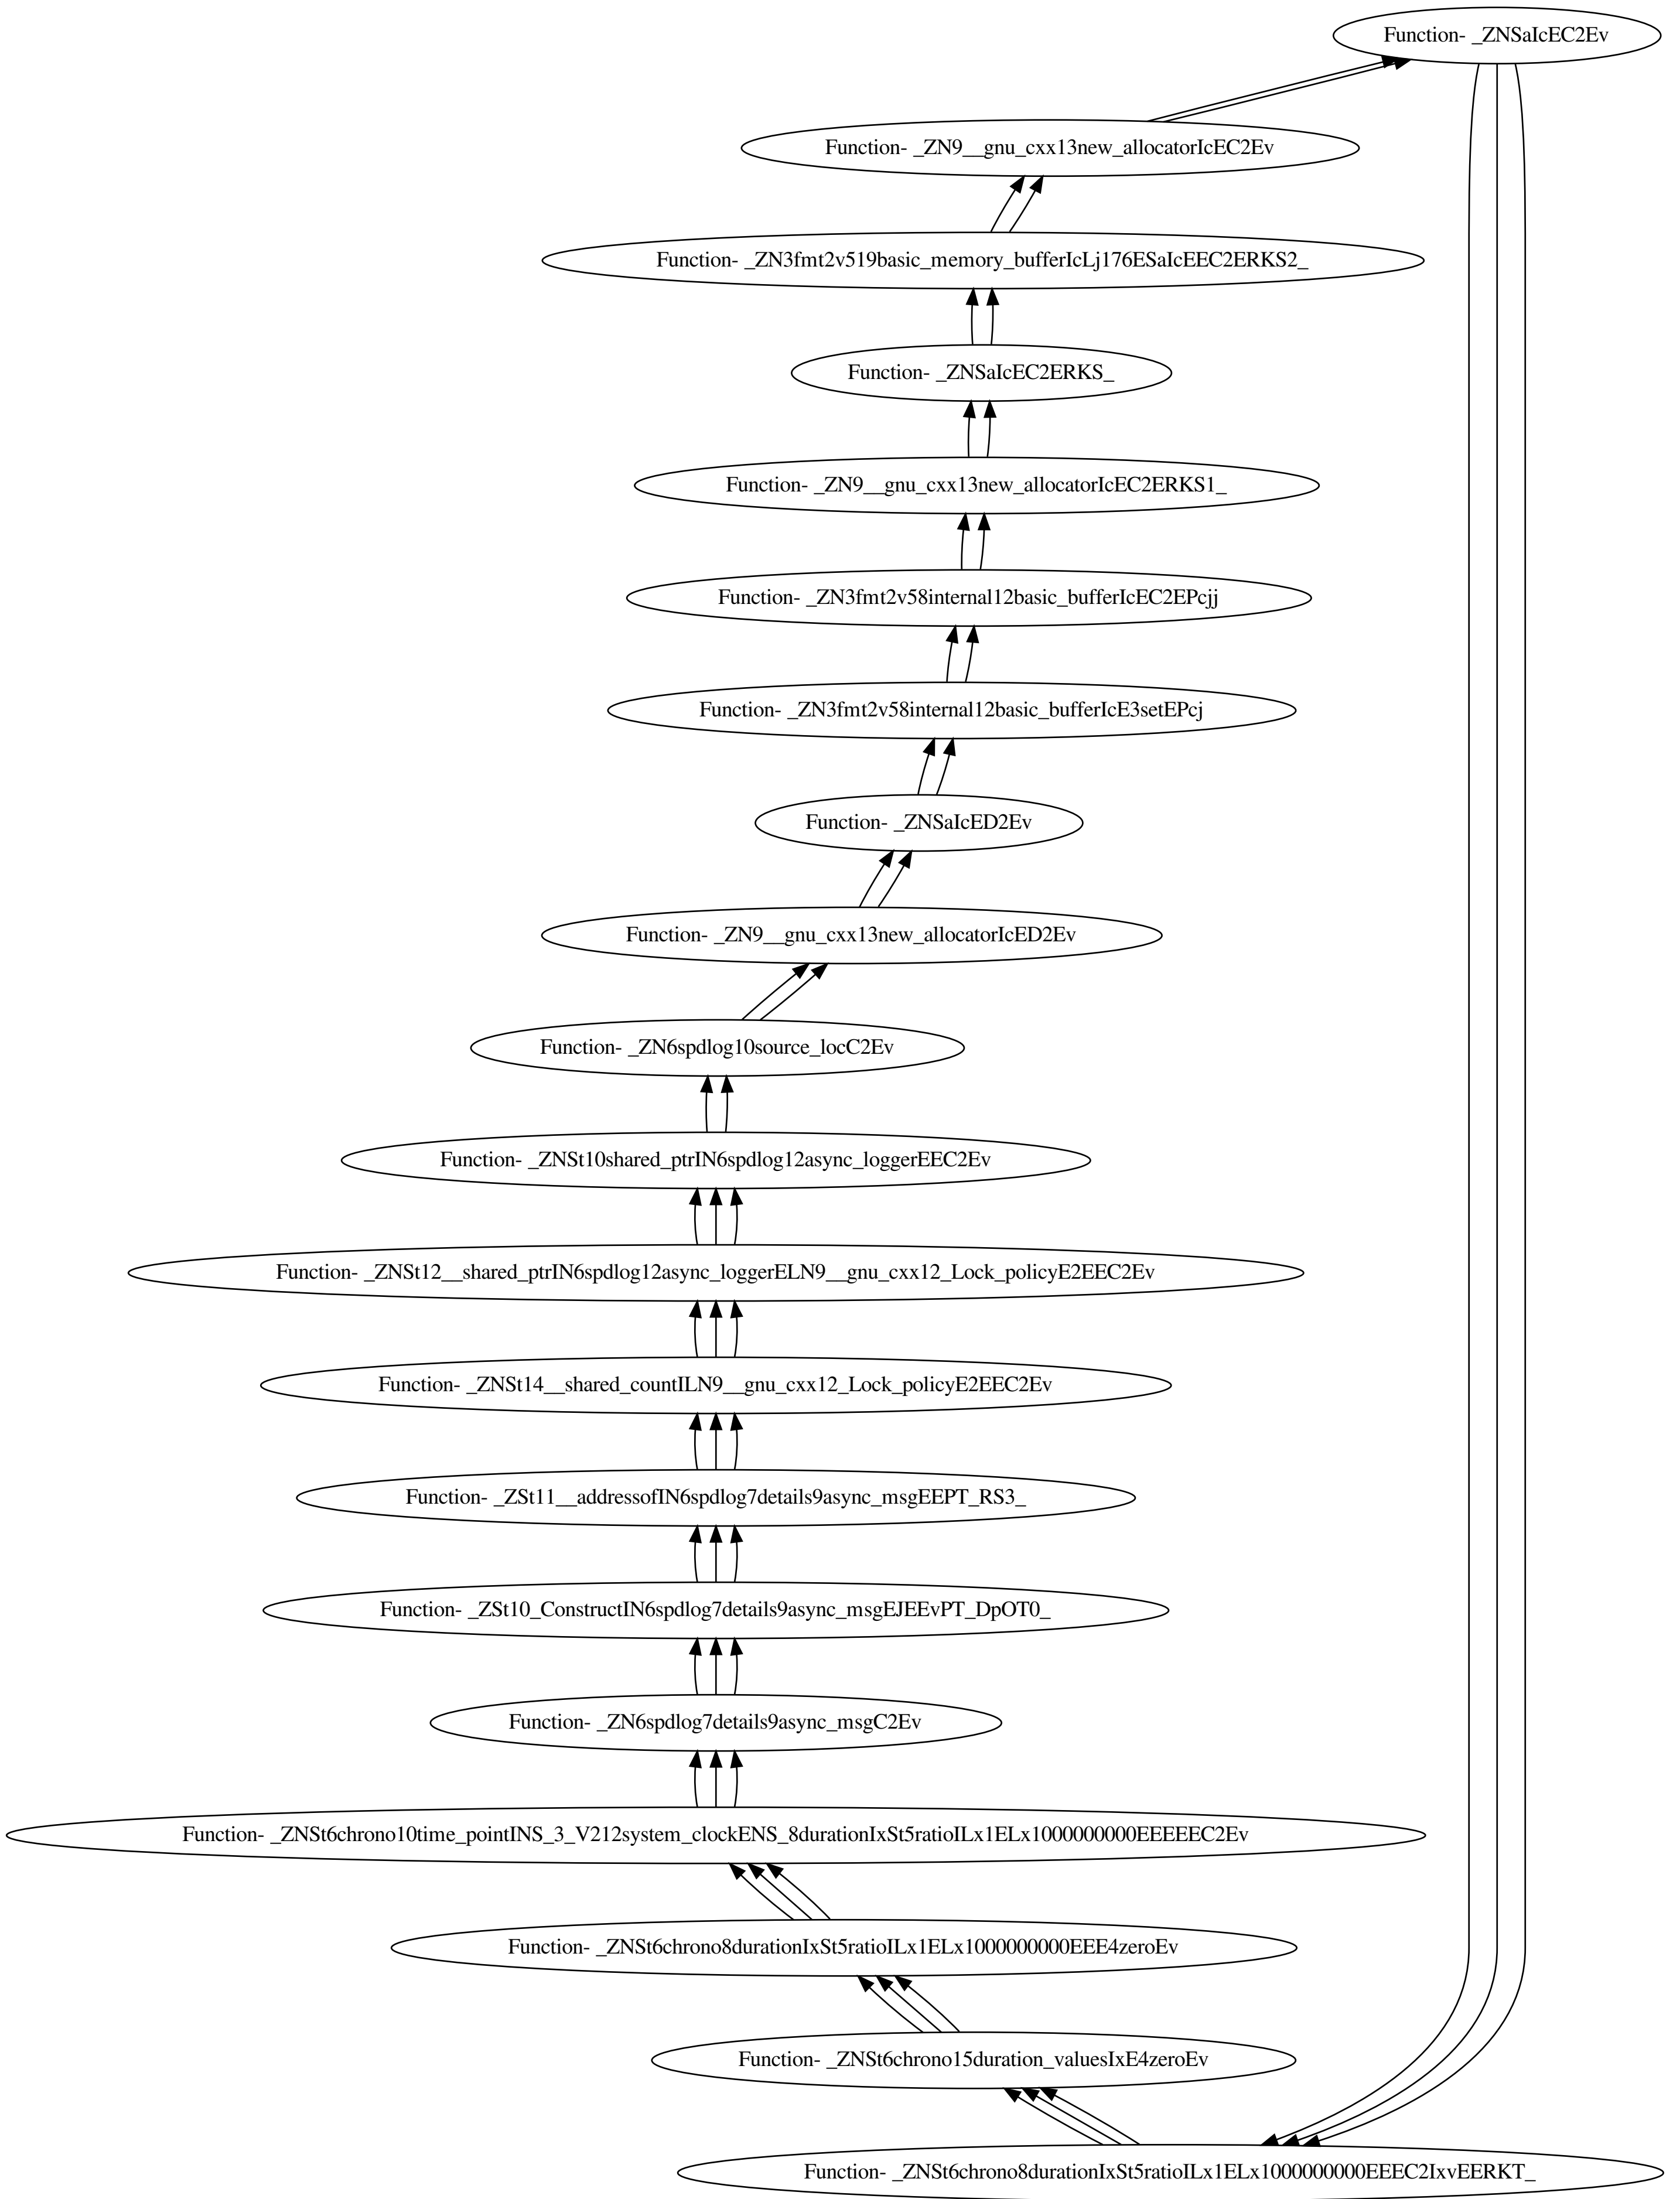 Function- _ZNSaIcEC2Ev
Function- _ZN9__gnu_cxx13new_allocatorIcEC2Ev
Function- _ZN3fmt2v519basic_memory_bufferIcLj176ESaIcEEC2ERKS2_
Function- _ZNSaIcEC2ERKS_
Function- _ZN9__gnu_cxx13new_allocatorIcEC2ERKS1_
Function- _ZN3fmt2v58internal12basic_bufferIcEC2EPcjj
Function- _ZN3fmt2v58internal12basic_bufferIcE3setEPcj
Function- _ZNSaIcED2Ev
Function- _ZN9__gnu_cxx13new_allocatorIcED2Ev
Function- _ZN6spdlog10source_locC2Ev
Function- _ZNSt10shared_ptrIN6spdlog12async_loggerEEC2Ev
Function- _ZNSt12__shared_ptrIN6spdlog12async_loggerELN9__gnu_cxx12_Lock_policyE2EEC2Ev
Function- _ZNSt14__shared_countILN9__gnu_cxx12_Lock_policyE2EEC2Ev
Function- _ZSt11__addressofIN6spdlog7details9async_msgEEPT_RS3_
Function- _ZSt10_ConstructIN6spdlog7details9async_msgEJEEvPT_DpOT0_
Function- _ZN6spdlog7details9async_msgC2Ev
Function- _ZNSt6chrono10time_pointINS_3_V212system_clockENS_8durationIxSt5ratioILx1ELx1000000000EEEEEC2Ev
Function- _ZNSt6chrono8durationIxSt5ratioILx1ELx1000000000EEE4zeroEv
Function- _ZNSt6chrono15duration_valuesIxE4zeroEv
Function- _ZNSt6chrono8durationIxSt5ratioILx1ELx1000000000EEEC2IxvEERKT_